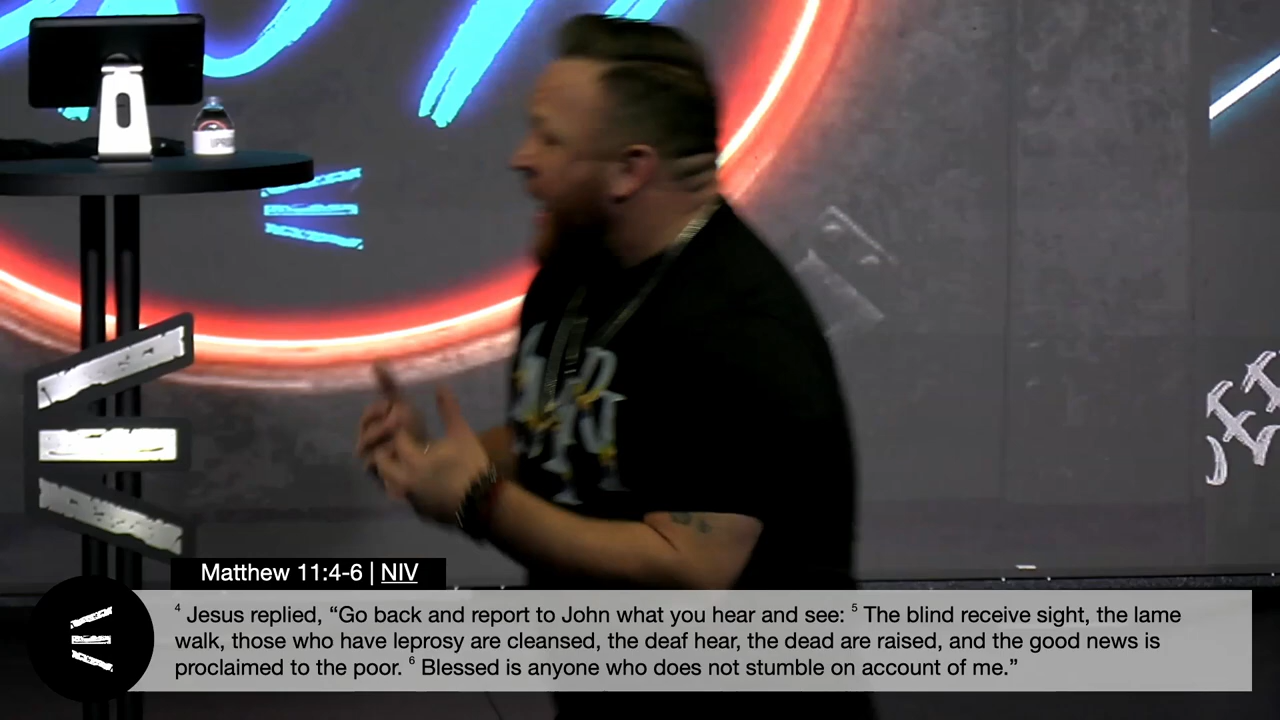 Matthew 11:4-6 | NIV
4 Jesus replied, “Go back and report to John what you hear and see: 5 The blind receive sight, the lame
walk, those who have leprosy are cleansed, the deaf hear, the dead are raised, and the good news is
proclaimed to the poor. 6 Blessed is anyone who does not stumble on account of me.”